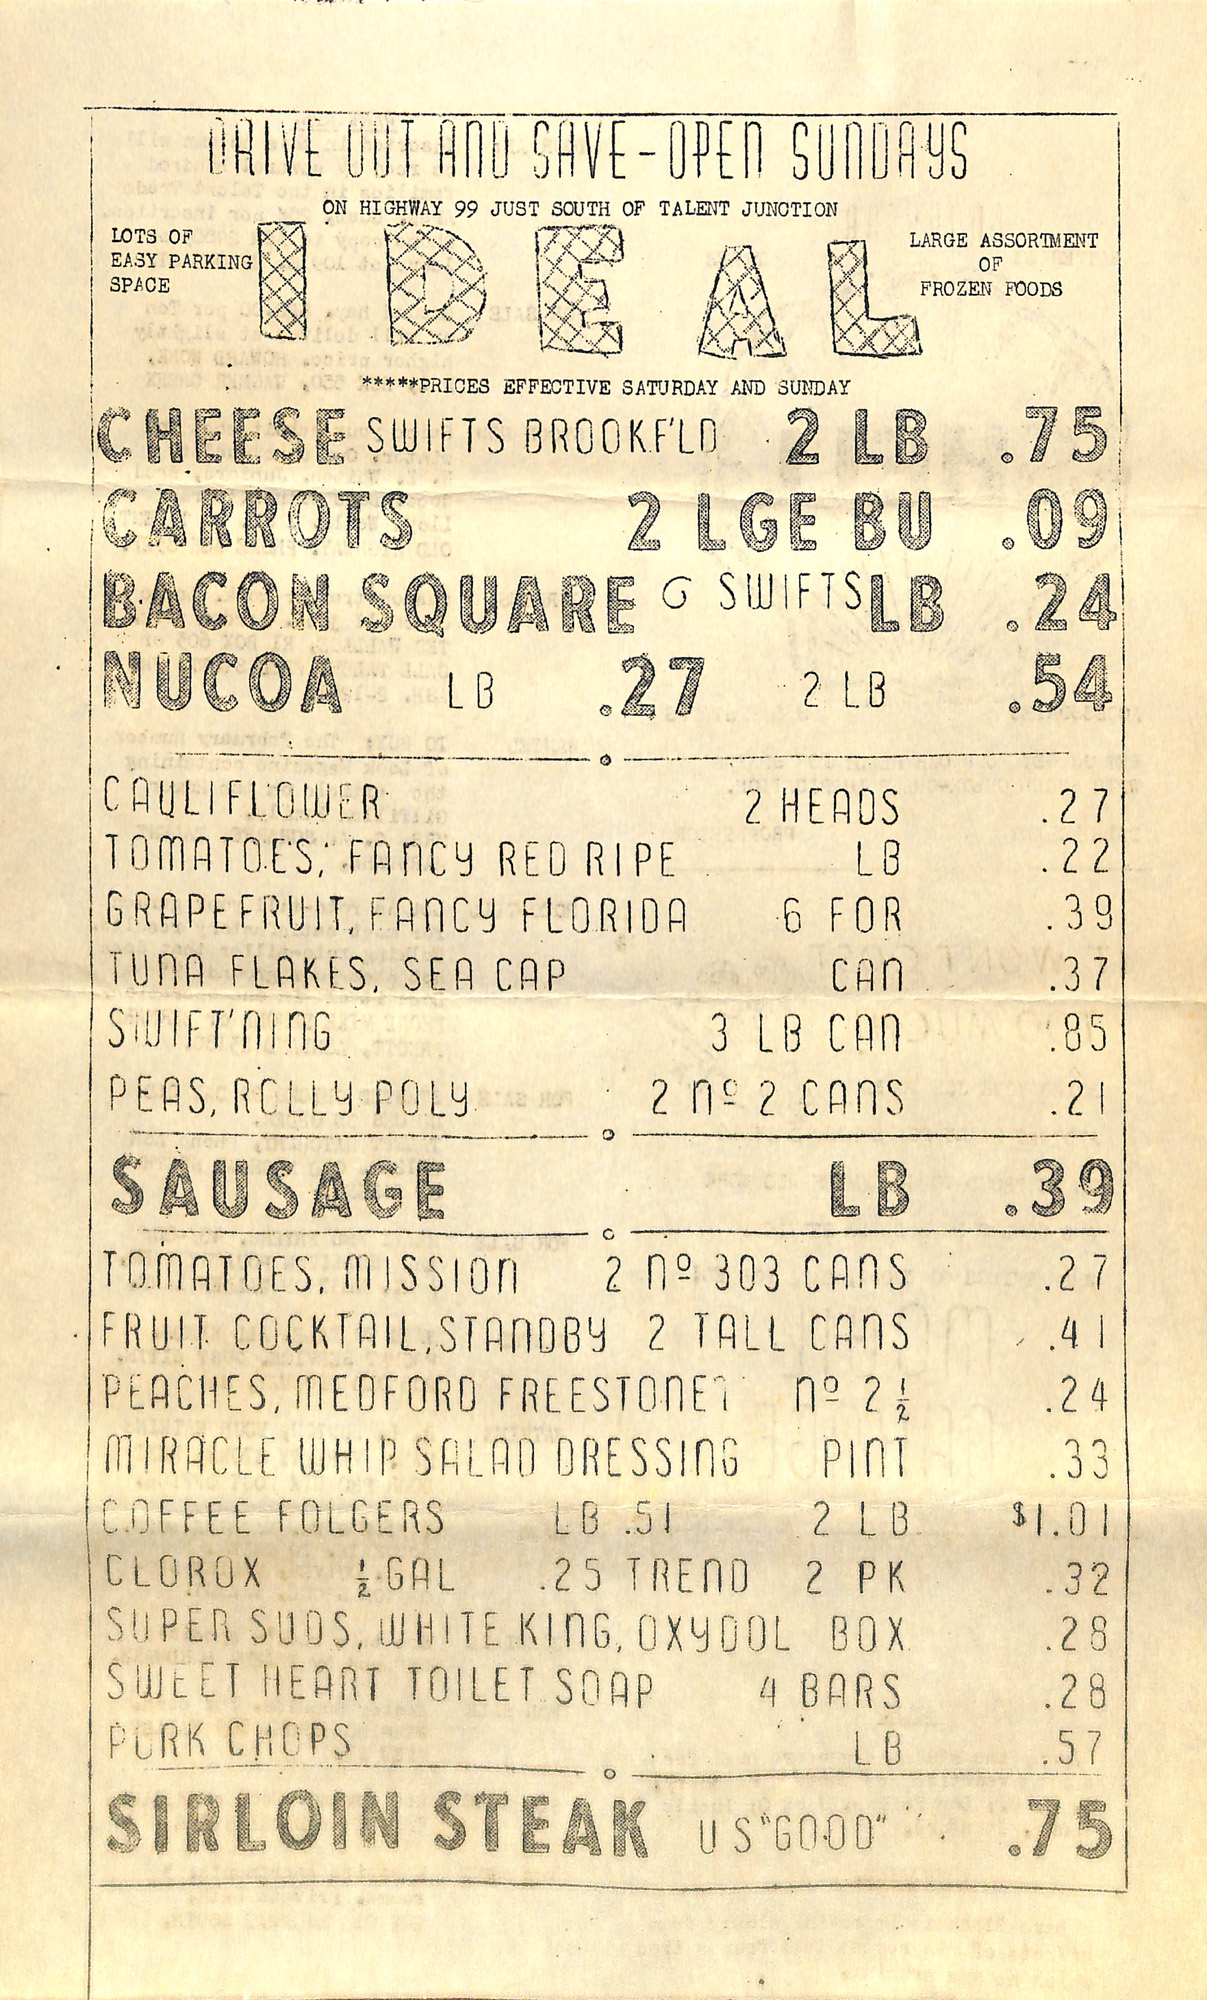 DRIVE OUT AND SAVE-OPEN SUNDAYS
ON HIGHWAY 99 JUST SOUTH OF TALENT JUNCTION
LOTS OF
EASY PARKING
SPACE
IDEAL
LARGE ASSORTMENT
OF
FROZEN FOODS
*****PRICES EFFECTIVE SATURDAY AND SUNDAY
CHEESE SWIFTS BROOKF'LD 2 LB .75
CARROTS 2 LGE BU .09
BACON SQUARE G SWIFTS LB .24
NUCOA LB .27 2 LB .54
CAULIFLOWER 2 HEADS .27
TOMATOES, FANCY RED RIPE LB .22
GRAPEFRUIT, FANCY FLORIDA 6 FOR .39
TUNA FLAKES, SEA CAP CAN .37
SWIFT'NING 3 LB CAN .85
PEAS, ROLLY POLY 2 Nº 2 CANS .21
SAUSAGE LB .39
TOMATOES, MISSION 2 Nº 303 CANS .27
FRUIT COCKTAIL, STANDBY 2 TALL CANS .41
PEACHES, MEDFORD FREESTONE Nº 2½ .24
MIRACLE WHIP SALAD DRESSING PINT .33
COFFEE FOLGERS LB .51 2 LB $1.01
CLOROX ½ GAL .25 TREND 2 PK .32
SUPER SUDS, WHITE KING, OXYDOL BOX .28
SWEET HEART TOILET SOAP 4 BARS .28
PORK CHOPS LB .57
SIRLOIN STEAK US "GOOD" .75